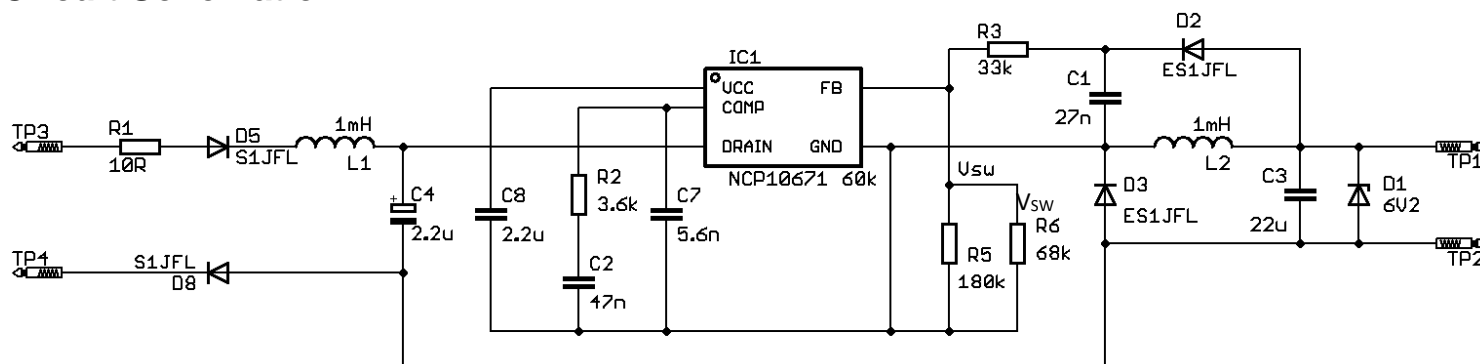 D2
R3
33k
ES1JFL
IC1
VCC
FB
COMP
C1
27n
TP3
R1
10R
D5
S1JFL
1mH
L1
DRAIN
GND
NCP10671 60k
1mH
L2
TP1
Vsw
VSW
R2
3.6k
C7
5.6n
C8
2.2u
C4
+
2.2u
D3
ES1JFL
C3
22u
D1
6V2
R5
180k
R6
68k
TP4
S1JFL
D8
C2
47n
TP2